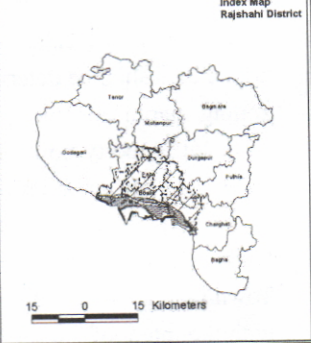 Index Map
Rajshahi District
Tanor
Bagmara
Mohanpur
Godagari
Durgapur
Puthia
Charghat
Bagha
15 0 15 Kilometers